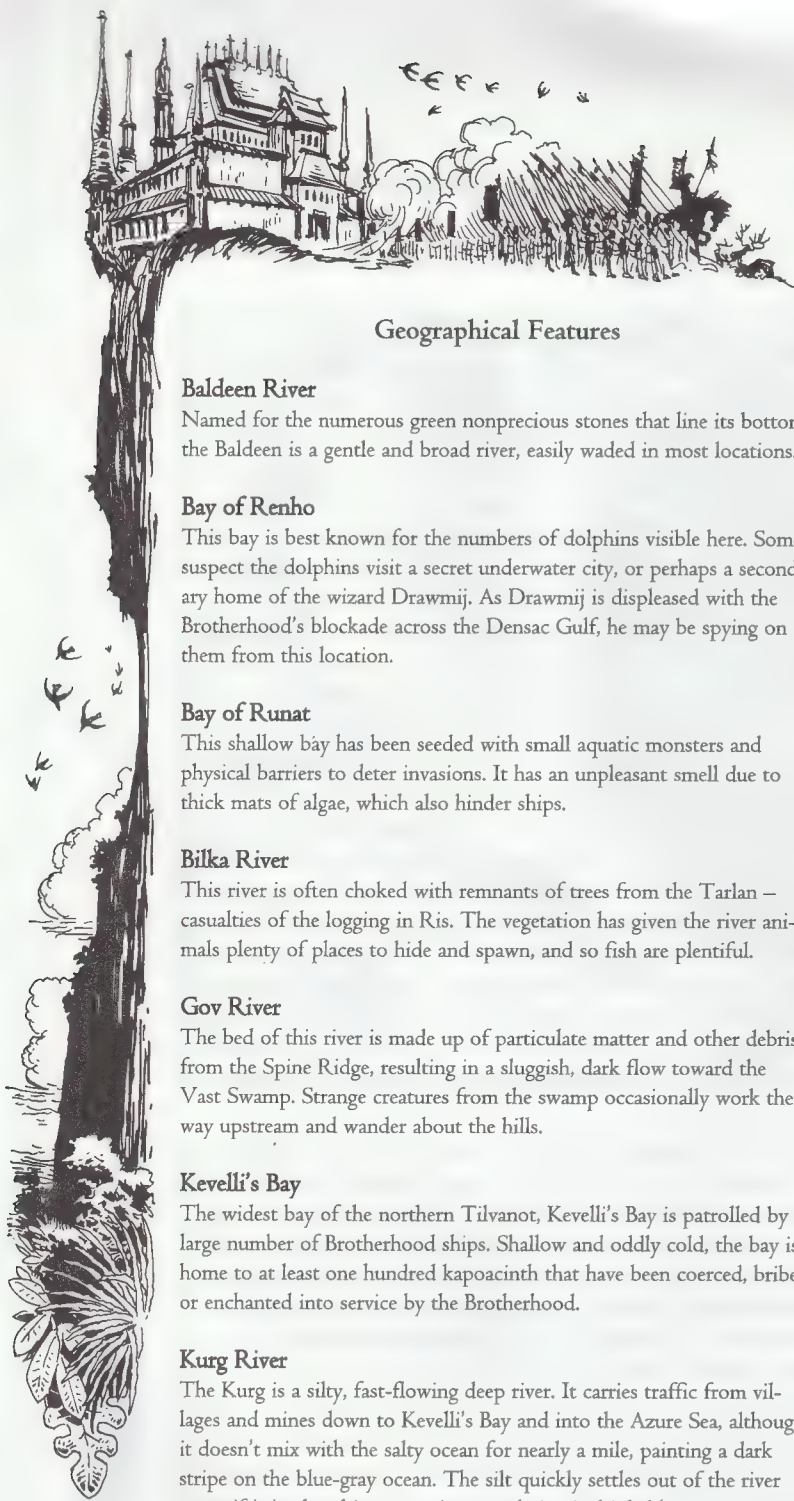 Geographical Features
Baldeen River
Named for the numerous green nonprecious stones that line its bottom
the Baldeen is a gentle and broad river, easily waded in most locations.
Bay of Renho
This bay is best known for the numbers of dolphins visible here. Som
suspect the dolphins visit a secret underwater city, or perhaps a second
ary home of the wizard Drawmij. As Drawmij is displeased with the
Brotherhood's blockade across the Densac Gulf, he may be spying on
them from this location.
Bay of Runat
This shallow bay has been seeded with small aquatic monsters and
physical barriers to deter invasions. It has an unpleasant smell due to
thick mats of algae, which also hinder ships.
Bilka River
This river is often choked with remnants of trees from the Tarlan –
casualties of the logging in Ris. The vegetation has given the river ani-
mals plenty of places to hide and spawn, and so fish are plentiful.
Gov River
The bed of this river is made up of particulate matter and other debris
from the Spine Ridge, resulting in a sluggish, dark flow toward the
Vast Swamp. Strange creatures from the swamp occasionally work the
way upstream and wander about the hills.
Kevelli's Bay
The widest bay of the northern Tilvanot, Kevelli's Bay is patrolled by
large number of Brotherhood ships. Shallow and oddly cold, the bay is
home to at least one hundred kapoacinth that have been coerced, bribe
or enchanted into service by the Brotherhood.
Kurg River
The Kurg is a silty, fast-flowing deep river. It carries traffic from vil-
lages and mines down to Kevelli's Bay and into the Azure Sea, although
it doesn't mix with the salty ocean for nearly a mile, painting a dark
stripe on the blue-gray ocean. The silt quickly settles out of the river